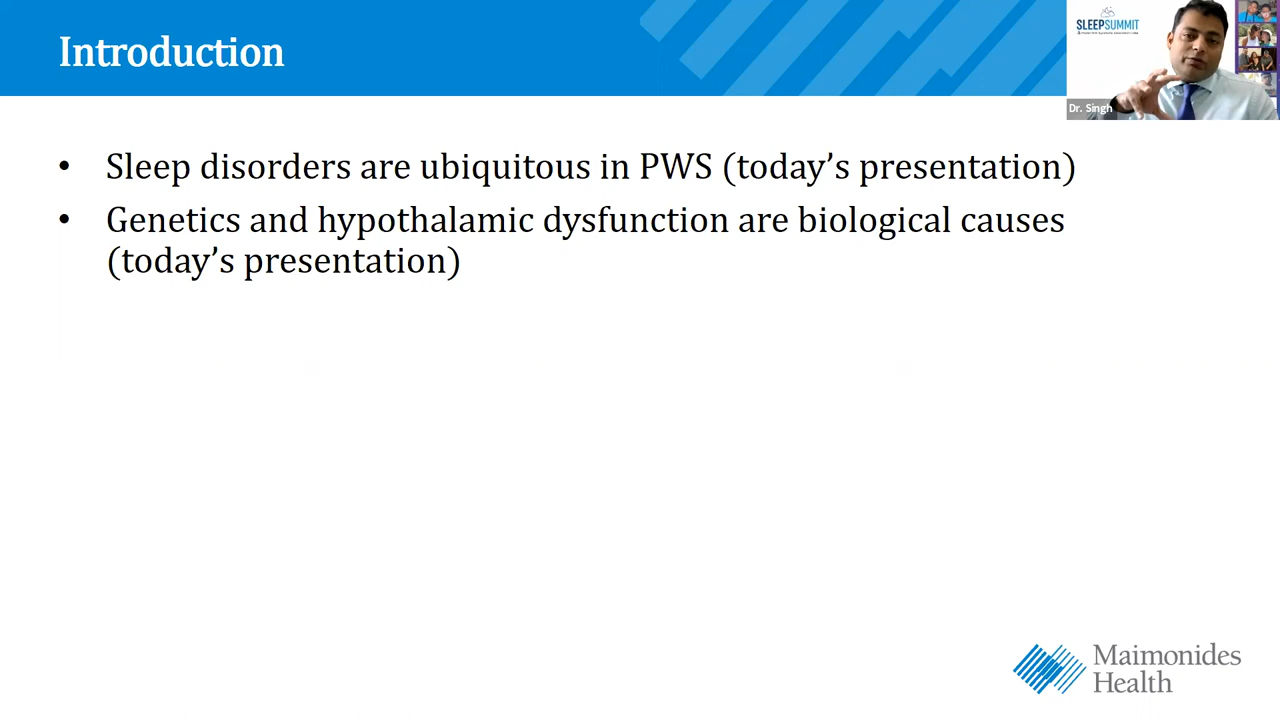 Introduction
SLEEPSUMMIT
Dr. Singh
• Sleep disorders are ubiquitous in PWS (today’s presentation)
• Genetics and hypothalamic dysfunction are biological causes
(today’s presentation)
Maimonides
Health